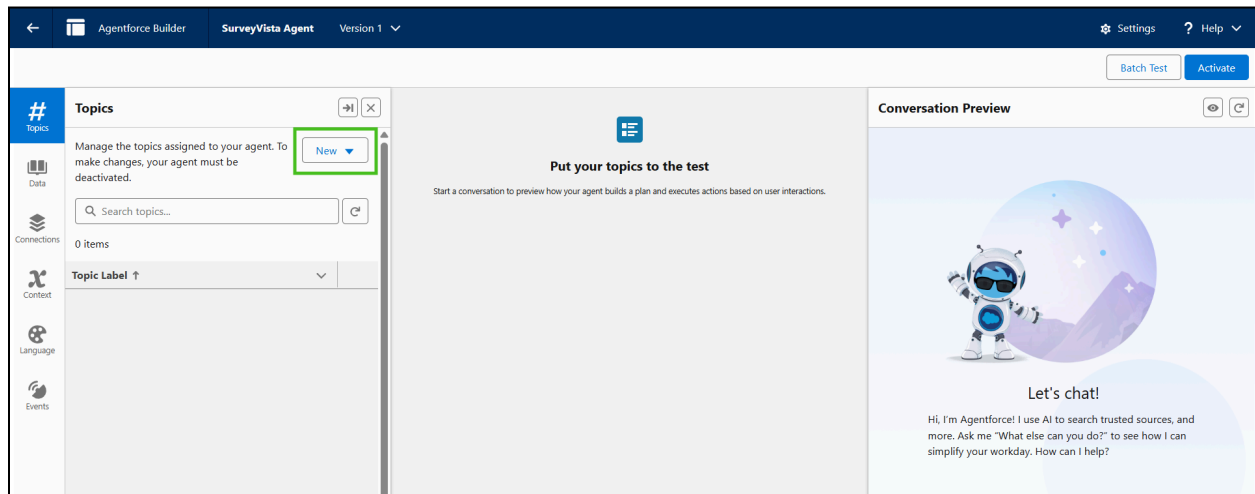 Agentforce Builder
SurveyVista Agent
Version 1
Settings
? Help
Batch Test
Activate
Topics
Data
Connections
Context
Language
Events
Topics
Manage the topics assigned to your agent. To
make changes, your agent must be
deactivated.
New
Search topics...
0 items
Topic Label ↑
Put your topics to the test
Start a conversation to preview how your agent builds a plan and executes actions based on user interactions.
Conversation Preview
Let's chat!
Hi, I'm Agentforce! I use AI to search trusted sources, and
more. Ask me "What else can you do?" to see how I can
simplify your workday. How can I help?